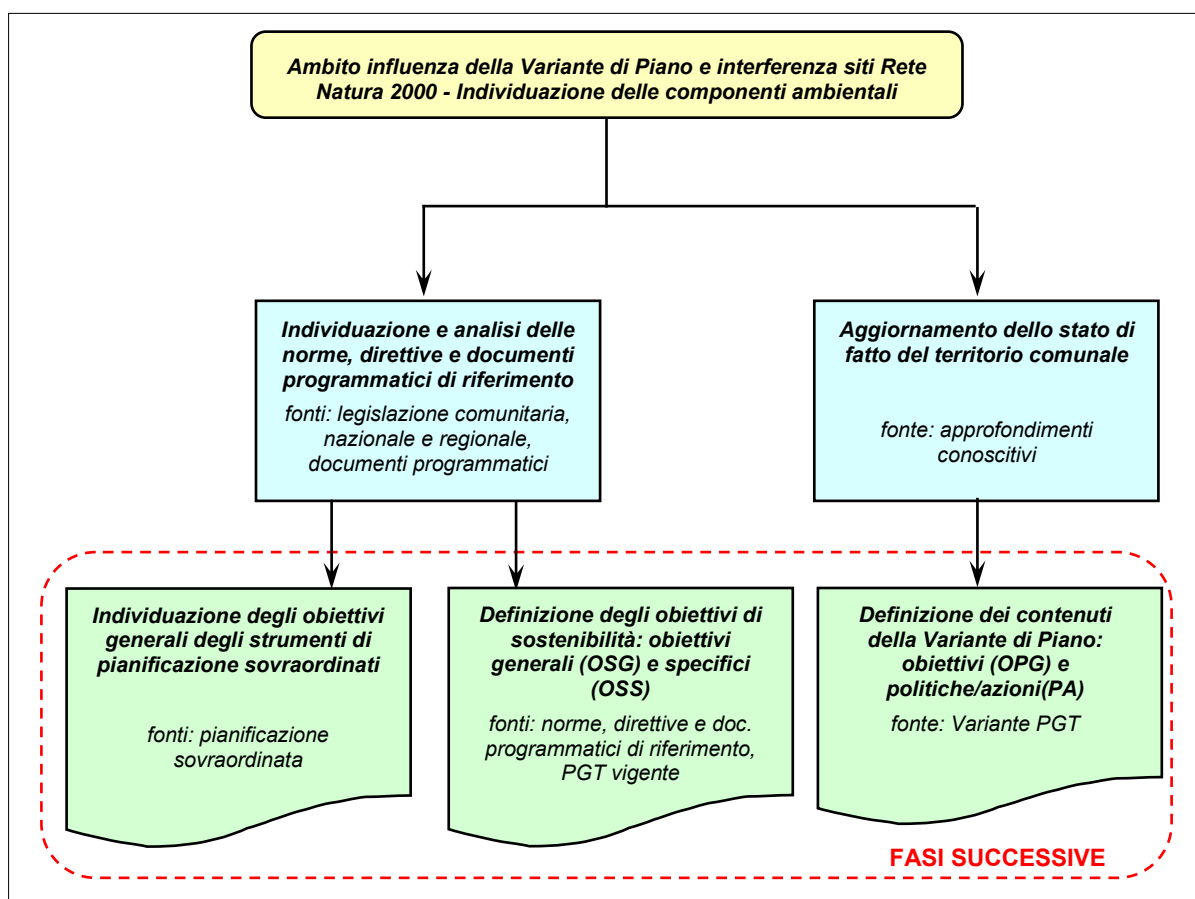 Ambito influenza della Variante di Piano e interferenza siti Rete
Natura 2000 - Individuazione delle componenti ambientali
Individuazione e analisi delle
norme, direttive e documenti
programmatici di riferimento
fonti: legislazione comunitaria,
nazionale e regionale,
documenti programmatici
Aggiornamento dello stato di
fatto del territorio comunale
fonte: approfondimenti
conoscitivi
Individuazione degli obiettivi
generali degli strumenti di
pianificazione sovraordinati
fonti: pianificazione
sovraordinata
Definizione degli obiettivi di
sostenibilità: obiettivi
generali (OSG) e specifici
(OSS)
fonti: norme, direttive e doc.
programmatici di riferimento,
PGT vigente
Definizione dei contenuti
della Variante di Piano:
obiettivi (OPG) e
politiche/azioni(PA)
fonte: Variante PGT
FASI SUCCESSIVE